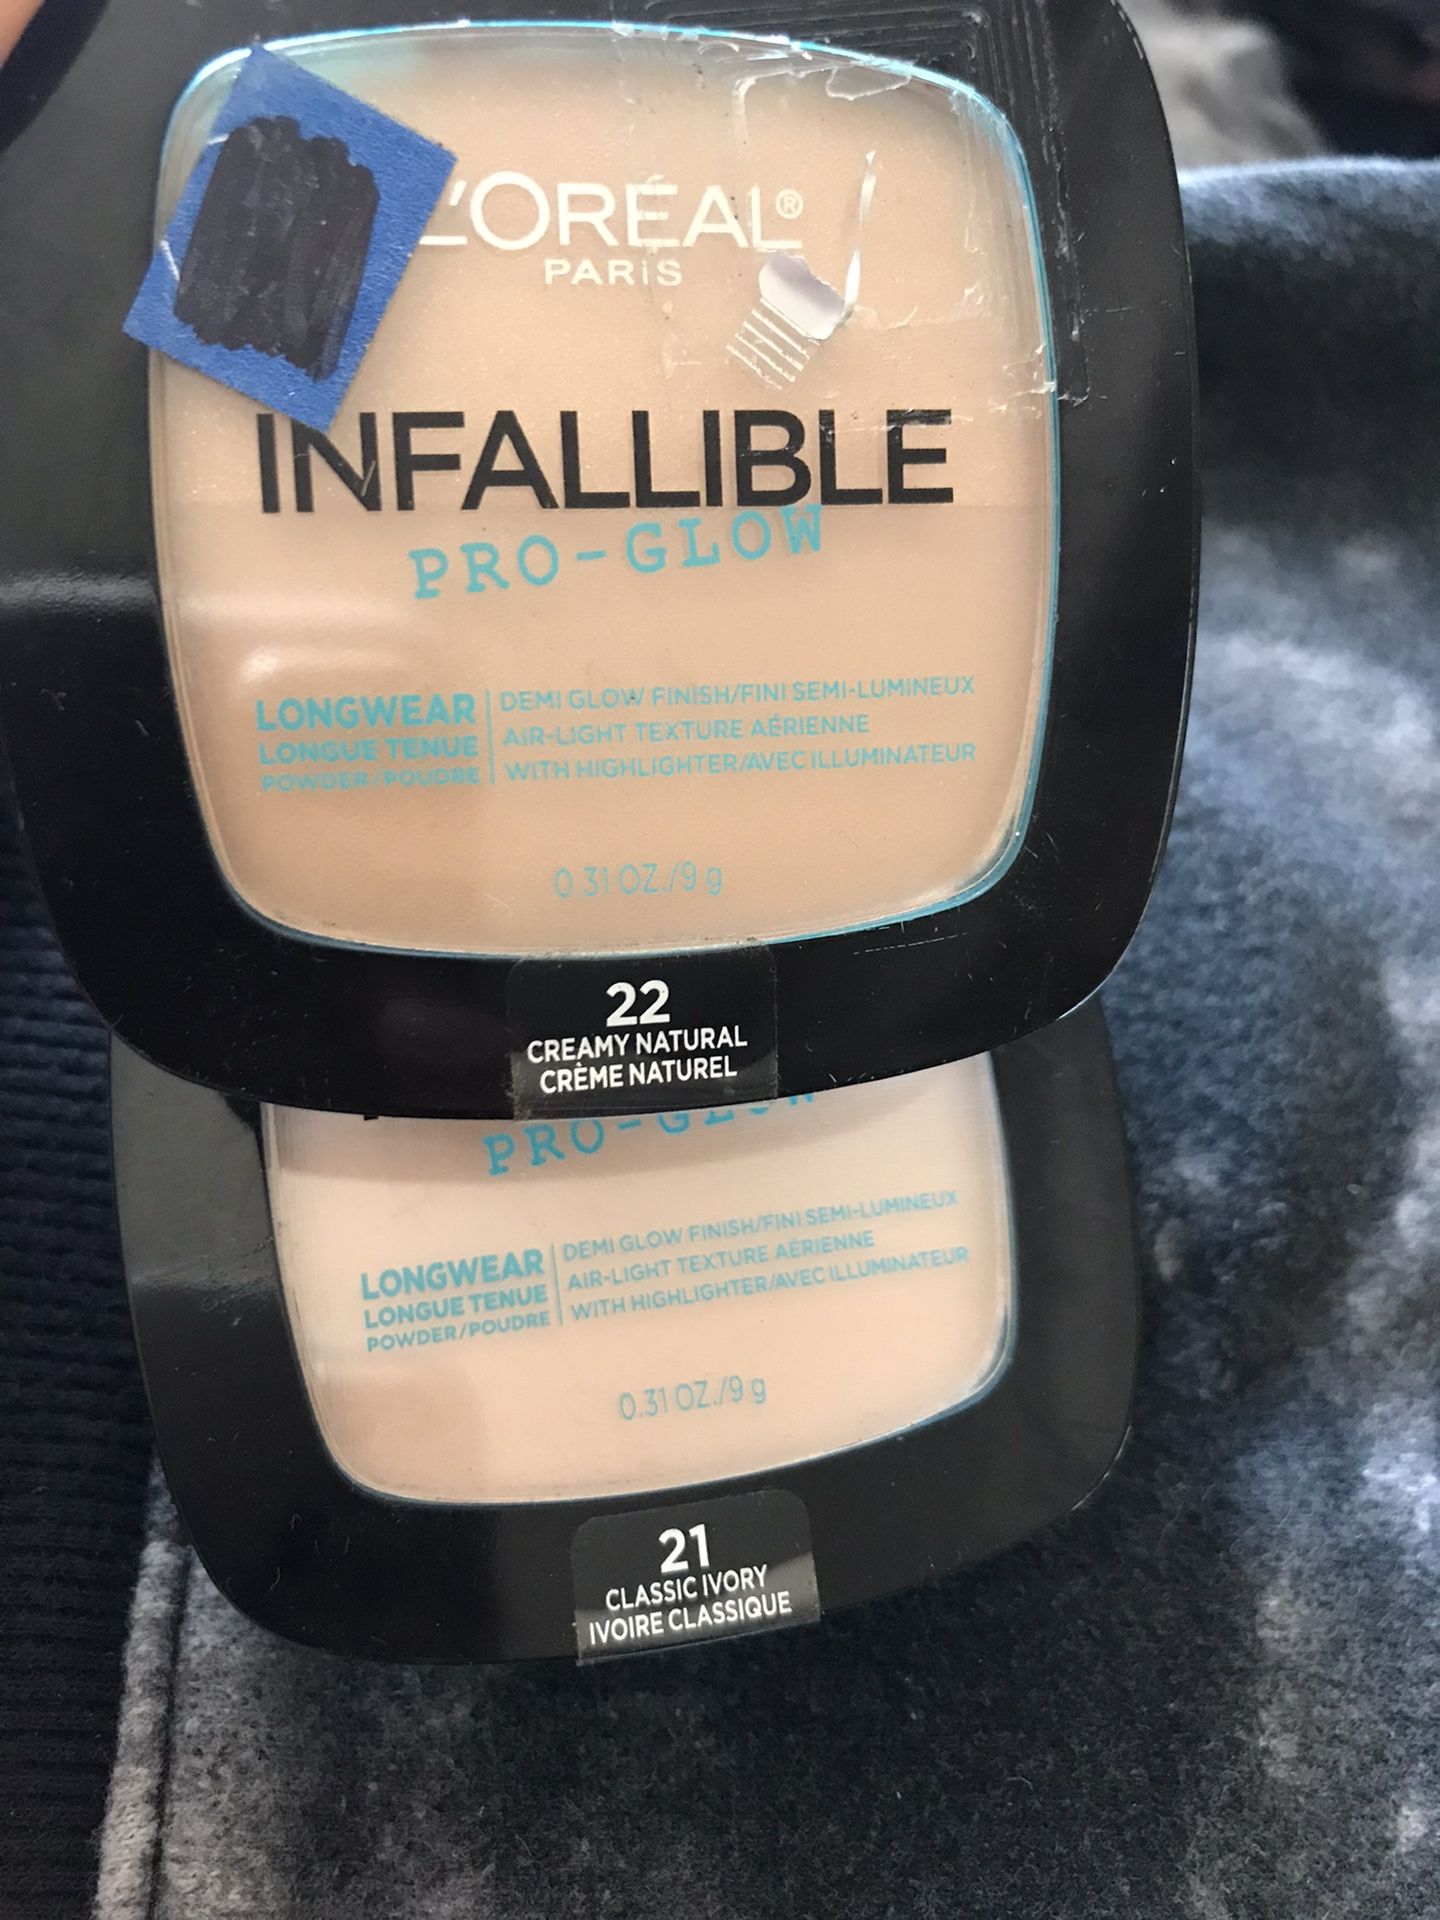 L'ORÉAL®
PARiS
INFALLIBLE
PRO-GLOW
LONGWEAR
LONGUE TENUE
POWDER/POUDRE
DEMI GLOW FINISH/FINI SEMI-LUMINEUX
AIR-LIGHT TEXTURE AÉRIENNE
WITH HIGHLIGHTER/AVEC ILLUMINATEUR
0.31 OZ./9 g
22
CREAMY NATURAL
CRÈME NATUREL
PRO-GLOW
LONGWEAR
LONGUE TENUE
POWDER/POUDRE
DEMI GLOW FINISH/FINI SEMI-LUMINEUX
AIR-LIGHT TEXTURE AÉRIENNE
WITH HIGHLIGHTER/AVEC ILLUMINATEUR
0.31 OZ./9 g
21
CLASSIC IVORY
IVOIRE CLASSIQUE